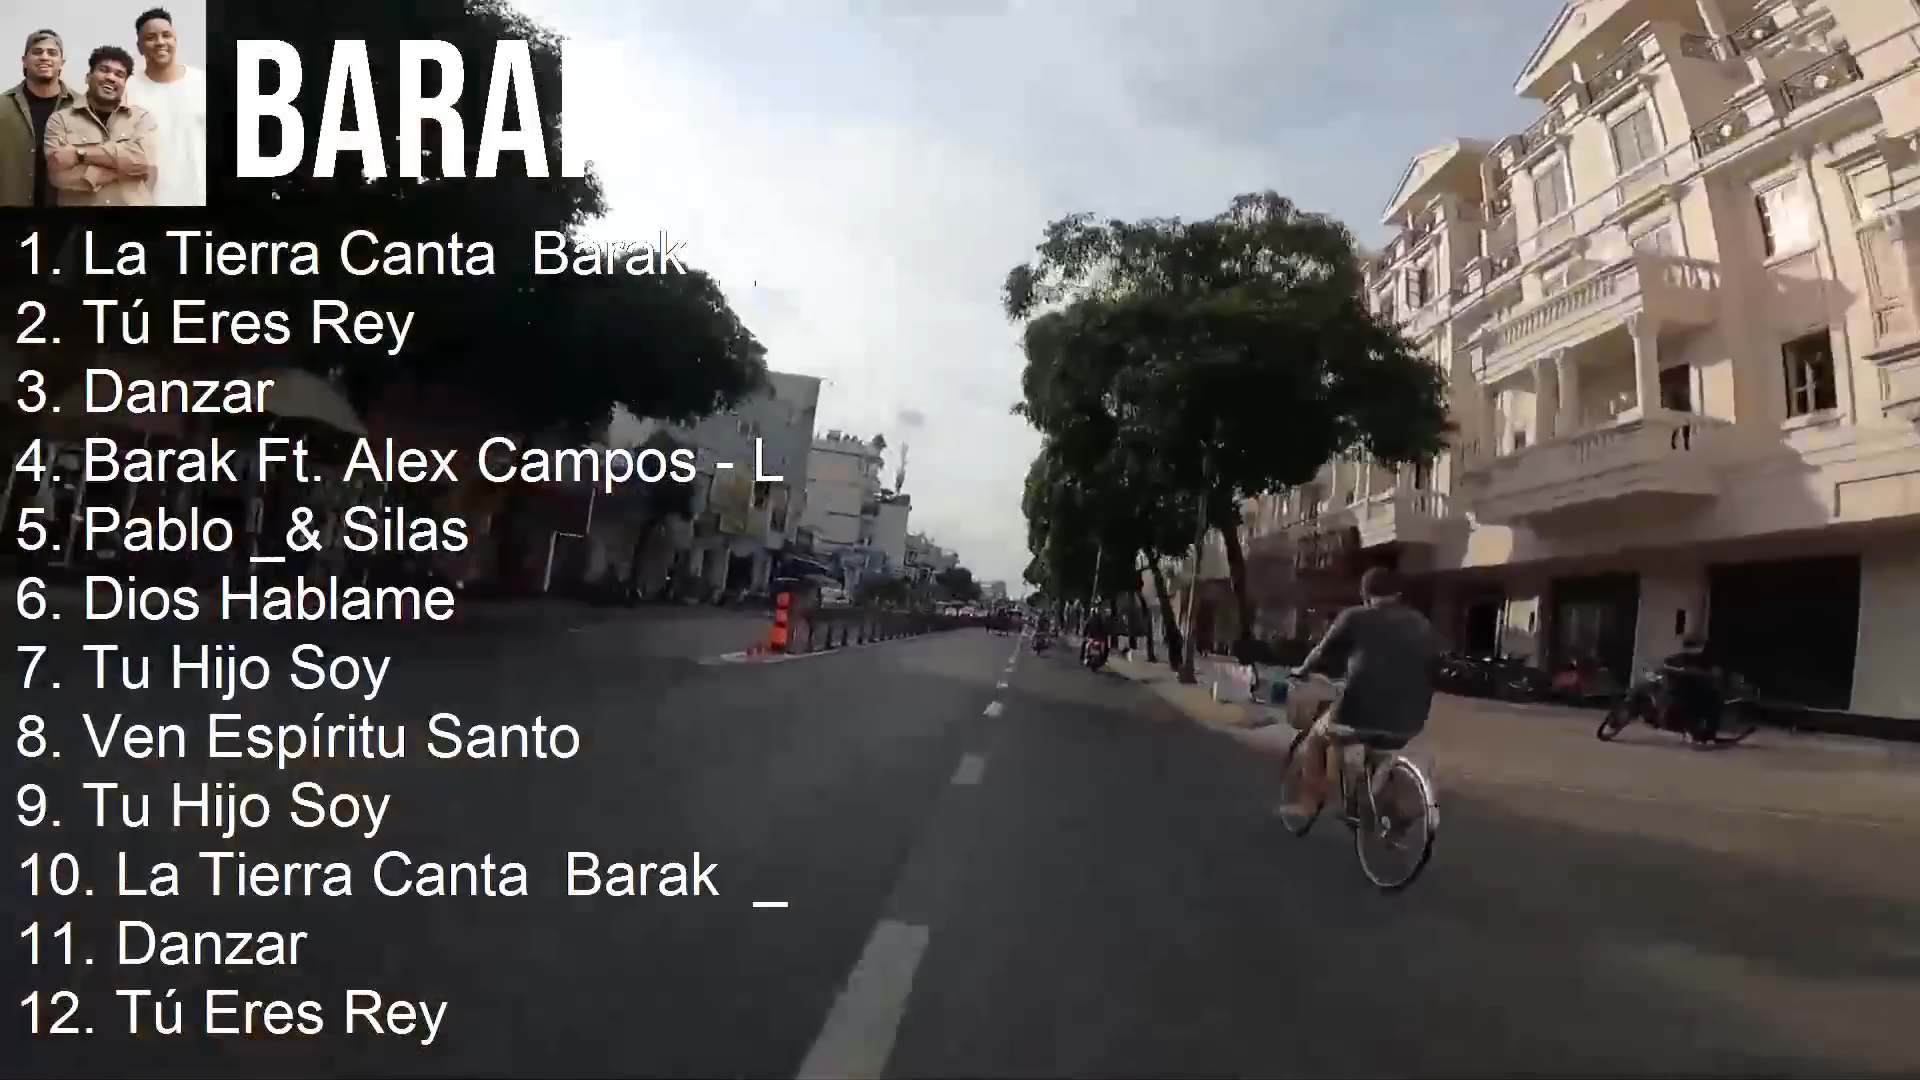 BARAK
1. La Tierra Canta  Barak
2. Tú Eres Rey
3. Danzar
4. Barak Ft. Alex Campos - L
5. Pablo _& Silas
6. Dios Hablame
7. Tu Hijo Soy
8. Ven Espíritu Santo
9. Tu Hijo Soy
10. La Tierra Canta  Barak  _
11. Danzar
12. Tú Eres Rey